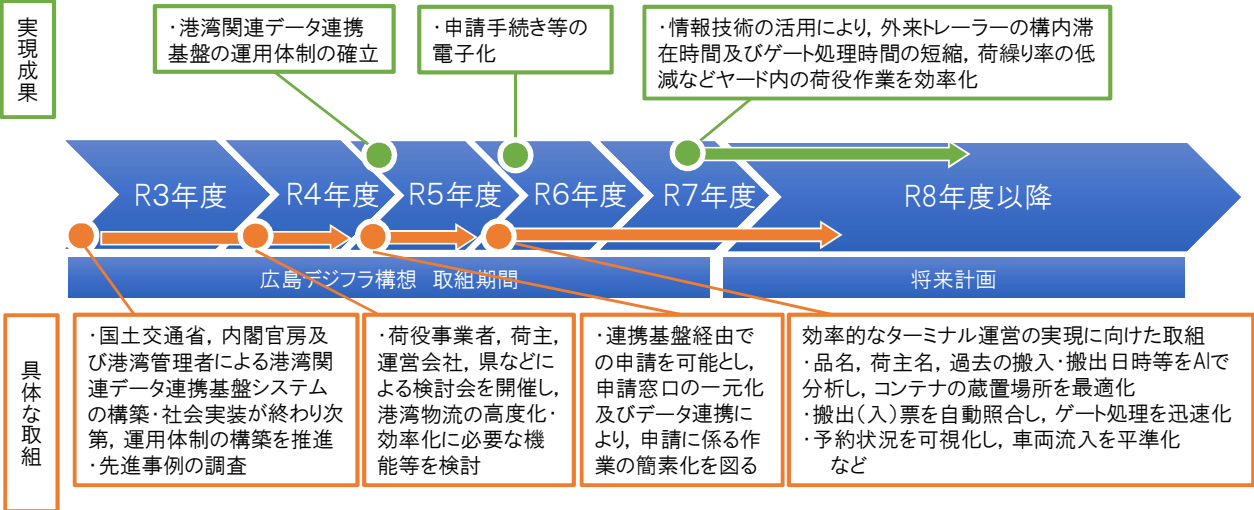 実現成果
・港湾関連データ連携
基盤の運用体制の確立
・申請手続き等の
電子化
・情報技術の活用により，外来トレーラーの構内滞
在時間及びゲート処理時間の短縮，荷繰り率の低
減などヤード内の荷役作業を効率化
R3年度
R4年度
R5年度
R6年度
R7年度
R8年度以降
広島デジフラ構想　取組期間
将来計画
具体な取組
・国土交通省，内閣官房及
び港湾管理者による港湾関
連データ連携基盤システム
の構築・社会実装が終わり次
第，運用体制の構築を推進
・先進事例の調査
・荷役事業者，荷主，
運営会社，県などに
よる検討会を開催し，
港湾物流の高度化・
効率化に必要な機
能等を検討
・連携基盤経由で
の申請を可能とし，
申請窓口の一元化
及びデータ連携に
より，申請に係る作
業の簡素化を図る
効率的なターミナル運営の実現に向けた取組
・品名，荷主名，過去の搬入・搬出日時等をAIで
分析し，コンテナの蔵置場所を最適化
・搬出（入）票を自動照合し，ゲート処理を迅速化
・予約状況を可視化し，車両流入を平準化
など